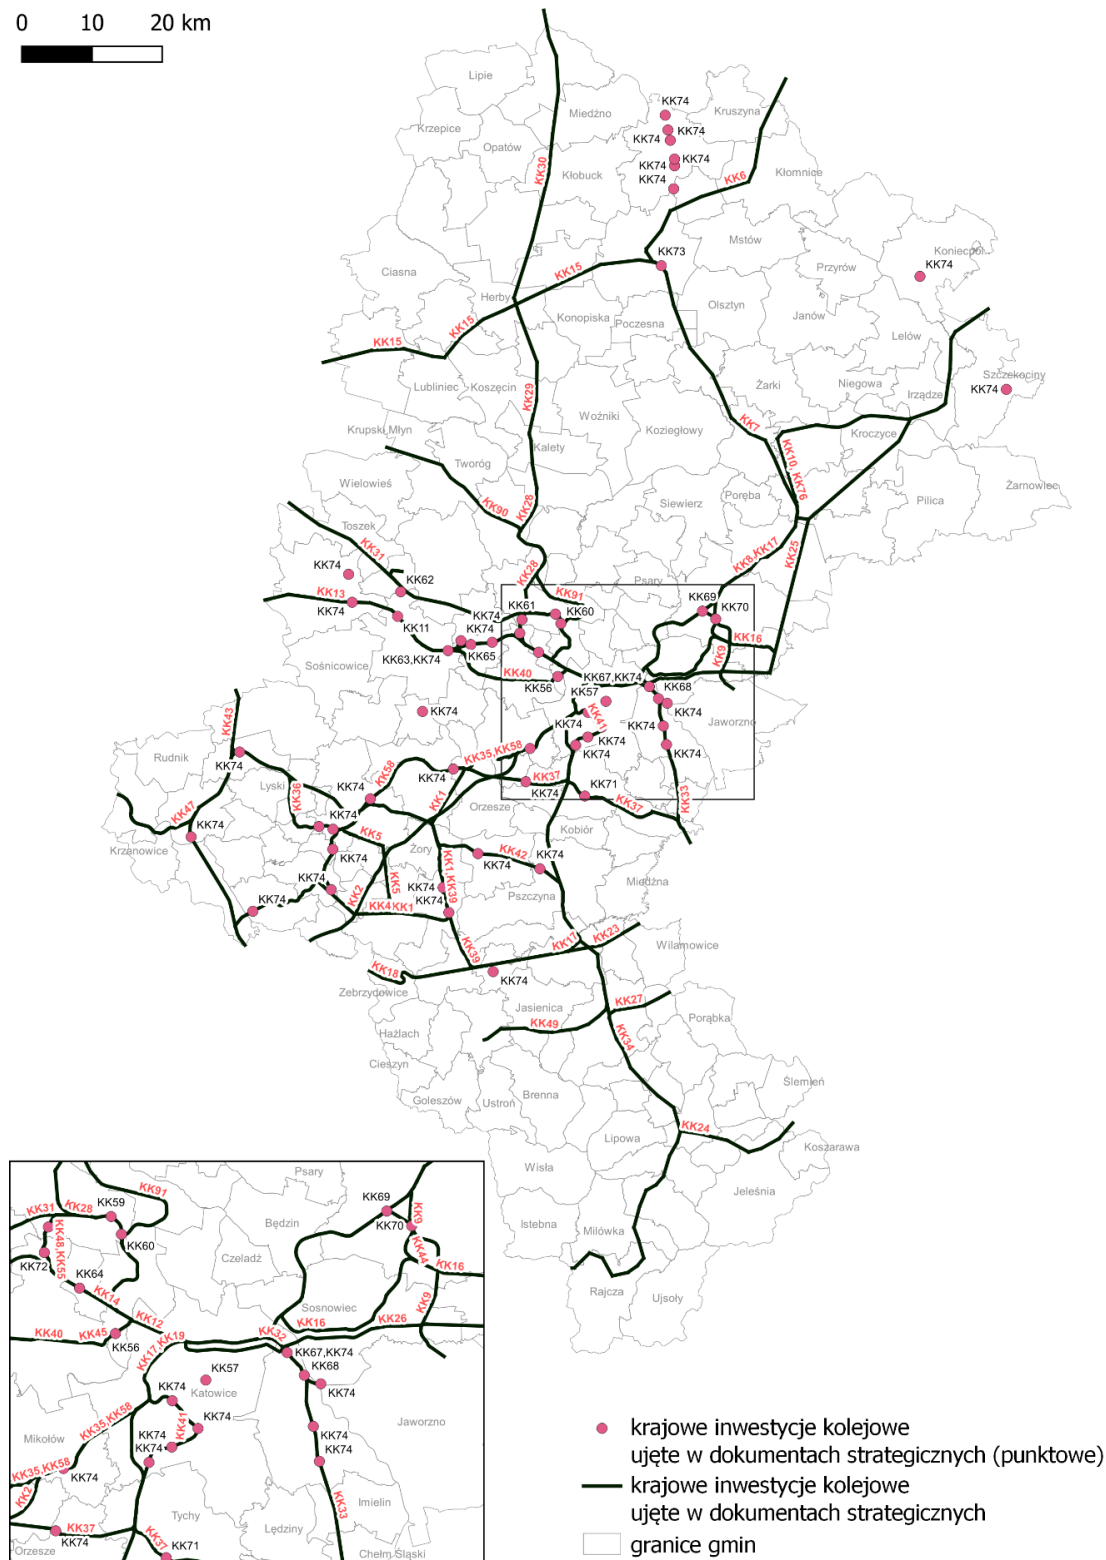 0 10 20 km
Lipie
Miedźno
KK74
Kruszyna
Krzepice
KK74
Opatów
KK74
KK30
KK74
Kłobuck
KK74
KK74
KK6
Kłomnice
Mstów
Koniecpol
KK73
Przyrów
KK74
Ciasna
KK15
Herby
Olsztyn
Janów
Konopiska
Poczesna
KK15
Lelów
KK15
Szczekociny
Lubliniec
Koszęcin
Żarki
Niegowa
KK74
KK29
Irządze
Woźniki
Krupski Młyn
Koziegłowy
KK7
Kroczyce
Kalety
Tworóg
KK10, KK76
Wielowieś
Żarnowiec
Poręba
Pilica
Siewierz
KK90
KK28
Toszek
KK31
KK8,KK17
KK25
KK74
KK28
Psary
KK62
KK91
KK13
KK69
KK74
KK61
KK60
KK70
KK11
KK74
KK74
KK16
KK63,KK74
KK65
KK9
Sośnicowice
KK40
KK67,KK74
KK56
KK57
KK68
KK74
KK43
KK74
KK41
KK74
Jaworzno
KK74
KK74
KK35,KK58
KK74
KK74
Rudnik
KK74
KK58
KK74
KK37
Lyski
KK74
KK74
KK71
KK36
KK1
Orzesze
KK37
KK33
KK47
KK74
KK74
Kobiór
KK5
Krzanowice
KK74
Żory
KK42
KK74
KK74
KK1,KK39
Miedźna
KK74
KK5
KK74
Pszczyna
KK74
KK2
KK4
KK1
KK74
KK23
KK17
KK39
Wilamowice
KK18
KK74
Zebrzydowice
KK27
Jasienica
Porąbka
KK49
Hażlach
KK34
Cieszyn
Ślemień
Brenna
Goleszów
Ustroń
KK24
Lipowa
Koszarawa
Wisła
Jeleśnia
Istebna
Milówka
Rajcza
Ujsoły
Psary
KK91
KK59
KK69
KK31
KK28
Będzin
KK70
KK9
KK48,KK55
KK60
Czeladź
KK44
KK72
KK16
KK64
KK14
Sosnowiec
KK9
KK12
KK16
KK26
KK40
KK45
KK32
KK56
KK17,KK19
KK67,KK74
KK57
KK68
KK74
Katowice
KK74
KK35,KK58
KK41
KK74
Jaworzno
Mikołów
KK74
KK74
KK74
KK74
KK35,KK58
KK74
KK2
Imielin
KK33
Tychy
Lędziny
KK37
KK74
KK37
Orzesze
KK71
Chełm Śląski
krajowe inwestycje kolejowe
ujęte w dokumentach strategicznych (punktowe)
krajowe inwestycje kolejowe
ujęte w dokumentach strategicznych
granice gmin